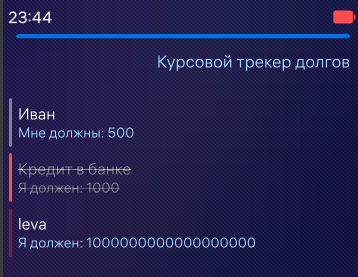 23:44
Курсовой трекер долгов
Иван
Мне должны: 500
Кредит в банке
Я должен: 1000
leva
Я должен: 1000000000000000000